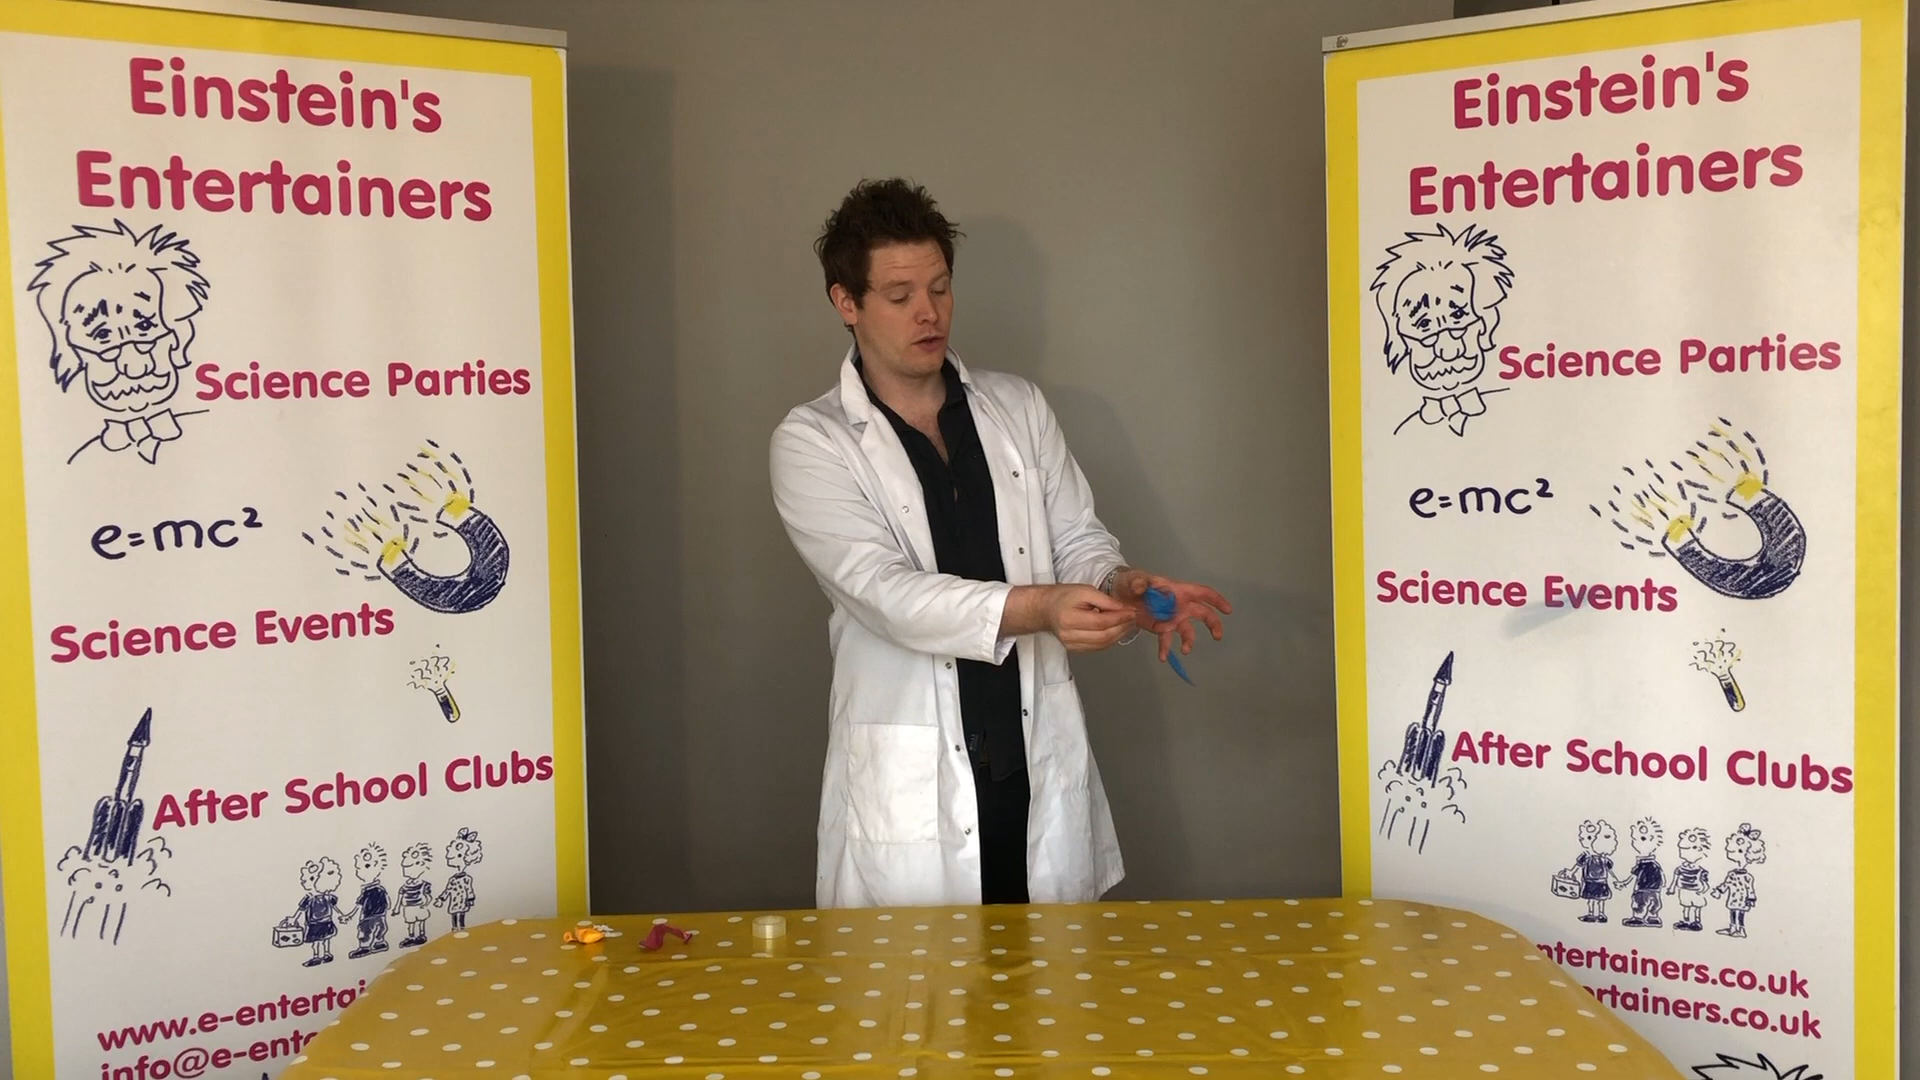 Einstein's
Entertainers
Science Parties
e=mc²
Science Events
After School Clubs
www.e-entertai
info@e-ente
Einstein's
Entertainers
Science Parties
e=mc²
Science Events
After School Clubs
ntertainers.co.uk
rtainers.co.uk